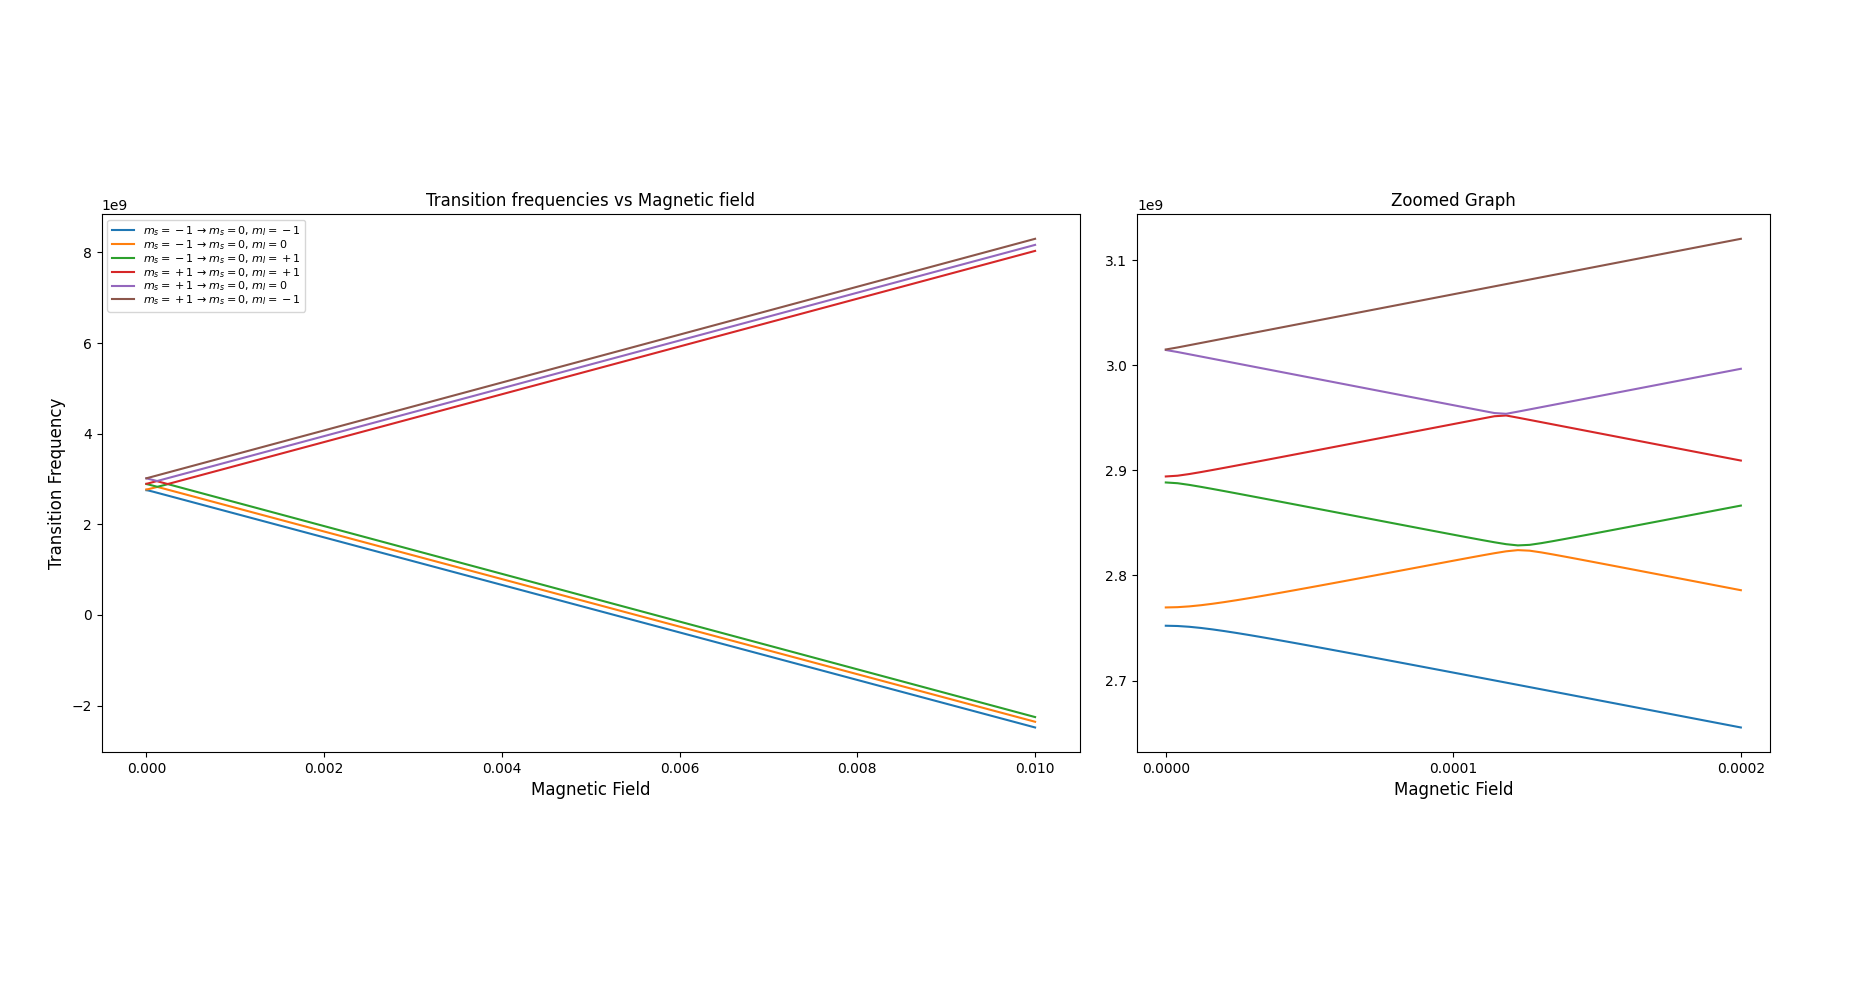 Transition frequencies vs Magnetic field
1e9
m_s = −1 → m_s = 0, m_I = −1
m_s = −1 → m_s = 0, m_I = 0
m_s = −1 → m_s = 0, m_I = +1
m_s = +1 → m_s = 0, m_I = +1
m_s = +1 → m_s = 0, m_I = 0
m_s = +1 → m_s = 0, m_I = −1
8
6
4
2
0
−2
Transition Frequency
0.000 0.002 0.004 0.006 0.008 0.010
Magnetic Field
Zoomed Graph
1e9
3.1
3.0
2.9
2.8
2.7
0.0000 0.0001 0.0002
Magnetic Field